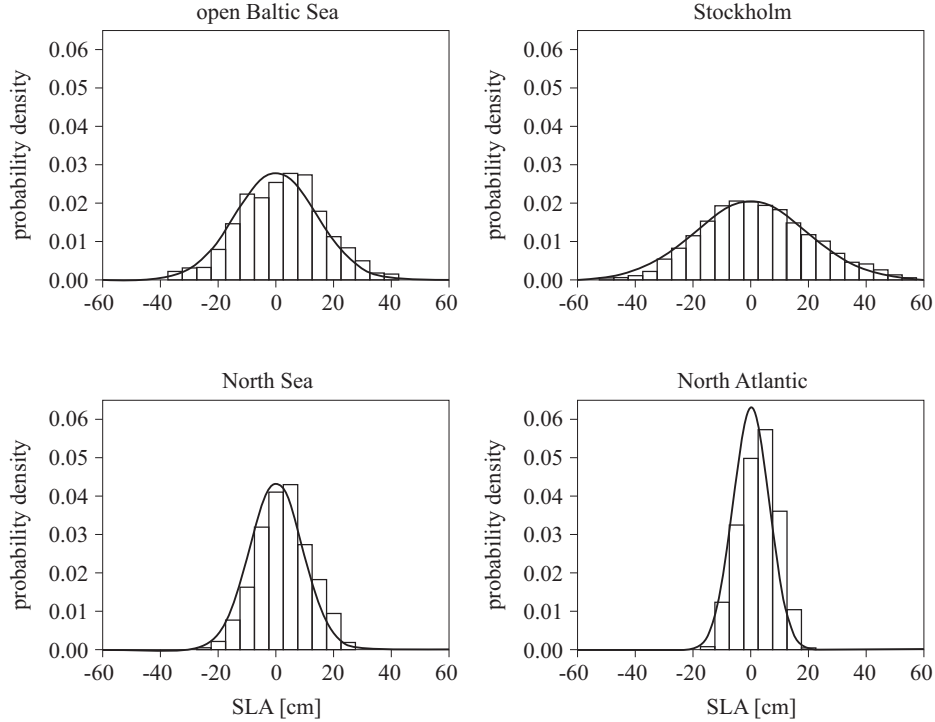 open Baltic Sea
probability density
0.06
0.05
0.04
0.03
0.02
0.01
0.00
-60 -40 -20 0 20 40 60
Stockholm
probability density
0.06
0.05
0.04
0.03
0.02
0.01
0.00
-60 -40 -20 0 20 40 60
North Sea
probability density
0.06
0.05
0.04
0.03
0.02
0.01
0.00
-60 -40 -20 0 20 40 60
SLA [cm]
North Atlantic
probability density
0.06
0.05
0.04
0.03
0.02
0.01
0.00
-60 -40 -20 0 20 40 60
SLA [cm]